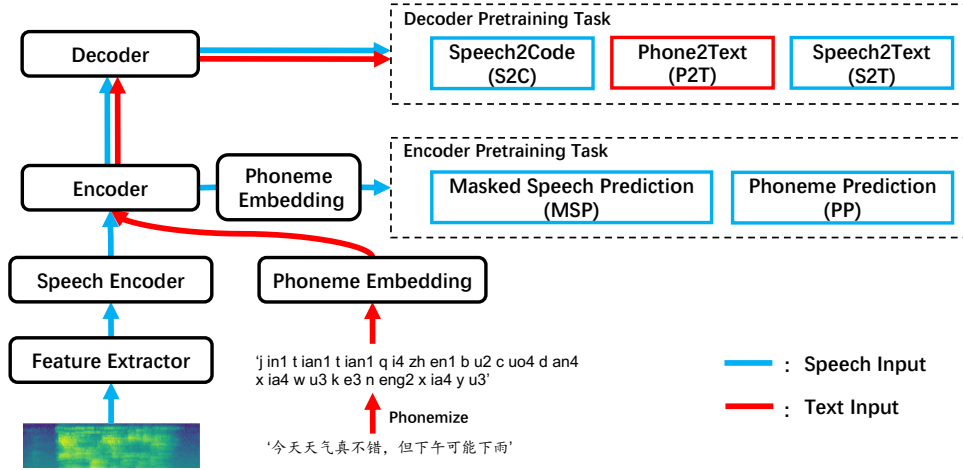 Decoder Pretraining Task
Decoder
Speech2Code
(S2C)
Phone2Text
(P2T)
Speech2Text
(S2T)
Encoder Pretraining Task
Encoder
Phoneme
Embedding
Masked Speech Prediction
(MSP)
Phoneme Prediction
(PP)
Speech Encoder
Phoneme Embedding
Feature Extractor
‘j in1 t ian1 t ian1 q i4 zh en1 b u2 c uo4 d an4
x ia4 w u3 k e3 n eng2 x ia4 y u3’
Phonemize
‘今天天气真不错，但下午可能下雨’
: Speech Input
: Text Input